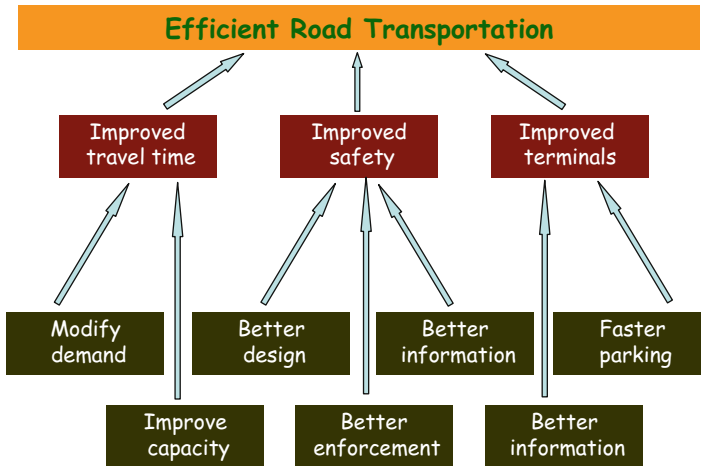 Efficient Road Transportation
Improved
travel time
Improved
safety
Improved
terminals
Modify
demand
Better
design
Better
information
Faster
parking
Improve
capacity
Better
enforcement
Better
information